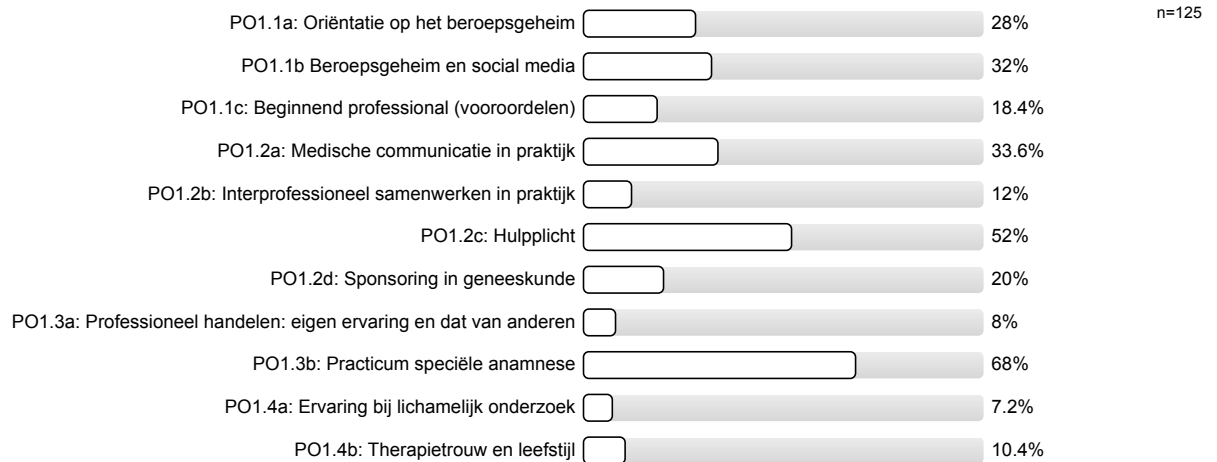 PO1.1a: Oriëntatie op het beroepsgeheim 28%
n=125
PO1.1b Beroepsgeheim en social media 32%
PO1.1c: Beginnend professional (vooroordelen) 18.4%
PO1.2a: Medische communicatie in praktijk 33.6%
PO1.2b: Interprofessioneel samenwerken in praktijk 12%
PO1.2c: Hulpplicht 52%
PO1.2d: Sponsoring in geneeskunde 20%
PO1.3a: Professioneel handelen: eigen ervaring en dat van anderen 8%
PO1.3b: Practicum speciële anamnese 68%
PO1.4a: Ervaring bij lichamelijk onderzoek 7.2%
PO1.4b: Therapietrouw en leefstijl 10.4%